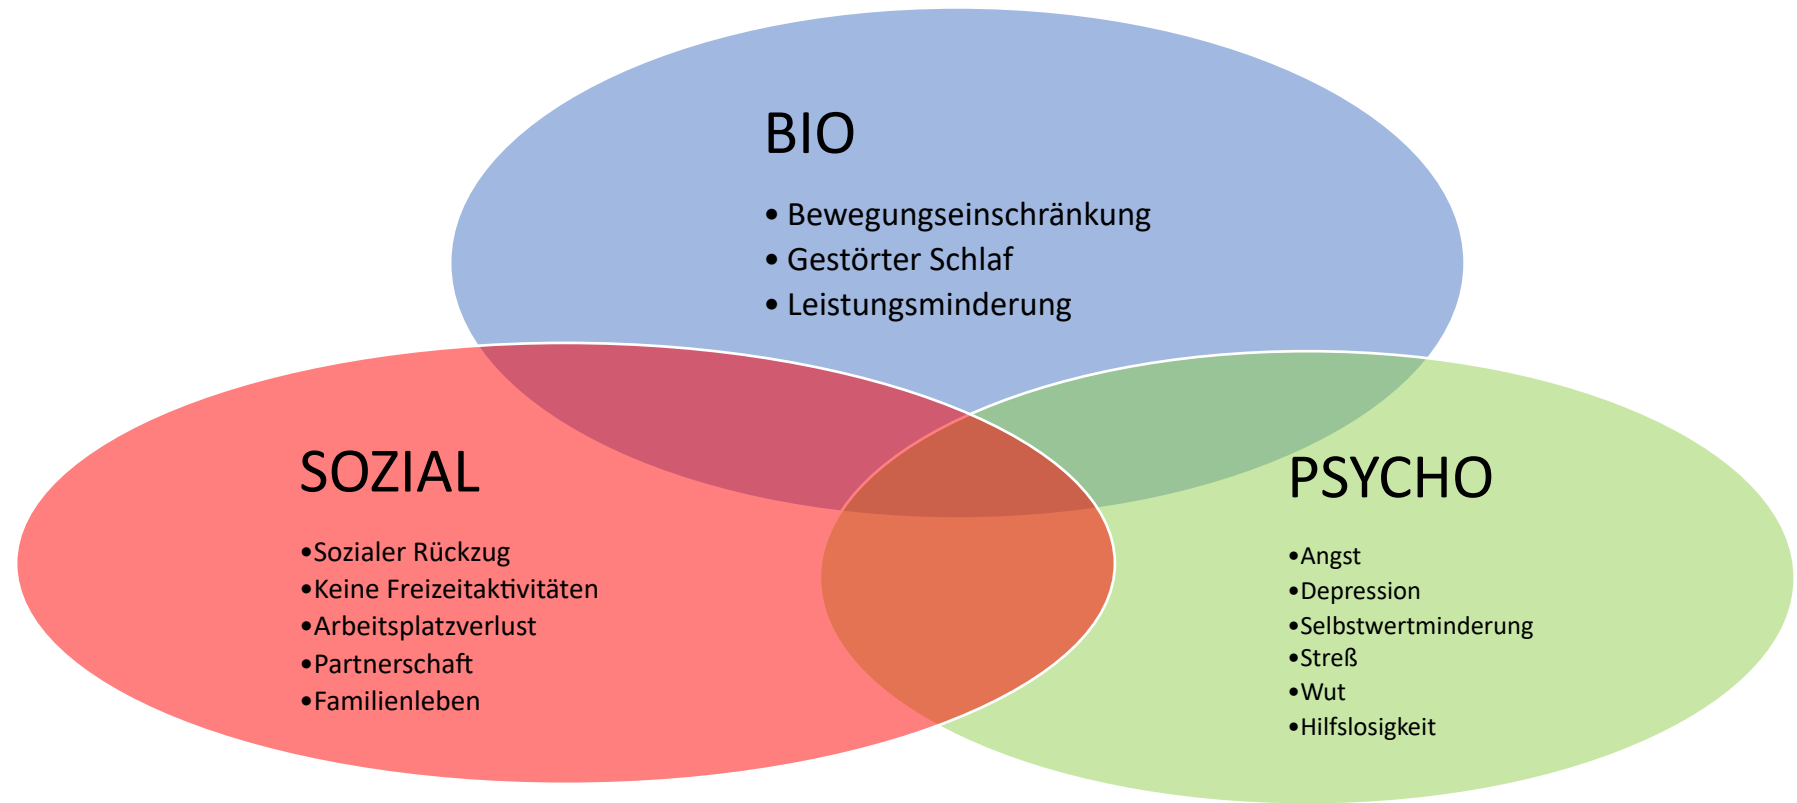 BIO
• Bewegungseinschränkung
• Gestörter Schlaf
• Leistungsminderung
SOZIAL
•Sozialer Rückzug
•Keine Freizeitaktivitäten
•Arbeitsplatzverlust
•Partnerschaft
•Familienleben
PSYCHO
•Angst
•Depression
•Selbstwertminderung
•Streß
•Wut
•Hilfslosigkeit